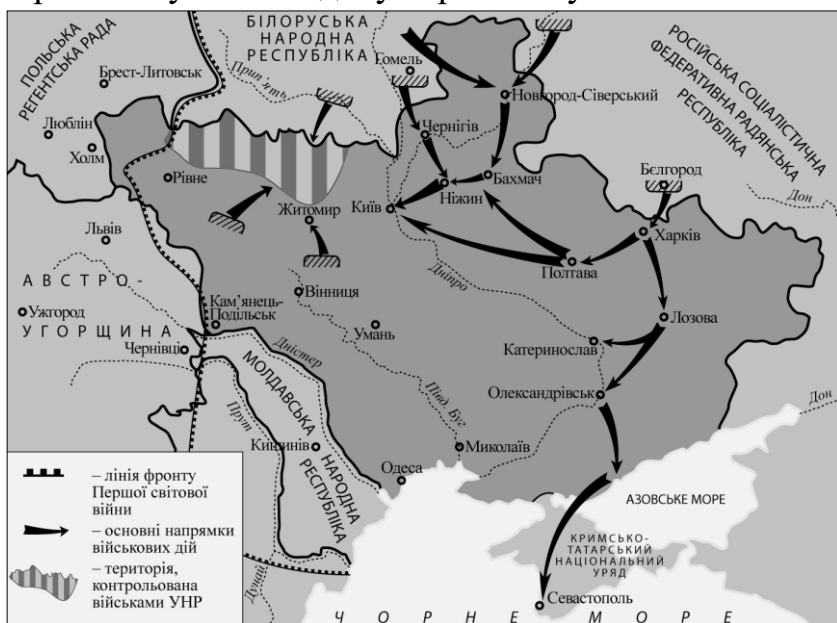 БІЛОРУСЬКА
НАРОДНА
РЕСПУБЛІКА
ПОЛЬСЬКА
РЕГЕНТСЬКА РАДА
РОСІЙСЬКА СОЦІАЛІСТИЧНА
ФЕДЕРАТИВНА РАДЯНСЬКА
РЕСПУБЛІКА
Брест-Литовськ
Прип'ять
Гомель
Новгород-Сіверський
Люблін
Холм
Чернігів
Рівне
Бахмач
Бєлгород
Дон
Київ
Ніжин
Житомир
Харків
Львів
Полтава
АВСТРО-
УГОРЩИНА
Дніпро
Вінниця
Ужгород
Кам'янець-
Подільськ
Умань
Лозова
Чернівці
Дністер
Катеринослав
Олександрівськ
МОЛДАВСЬКА
НАРОДНА
РЕСПУБЛІКА
Прут
Півд. Буг
Дон
Кишинів
Миколаїв
Одеса
АЗОВСЬКЕ МОРЕ
КРИМСЬКО-
ТАТАРСЬКИЙ
НАЦІОНАЛЬНИЙ
УРЯД
Дунай
Севастополь
ЧОРНЕ МОРЕ
– лінія фронту
Першої світової
війни
– основні напрямки
військових дій
– територія,
контрольована
військами УНР